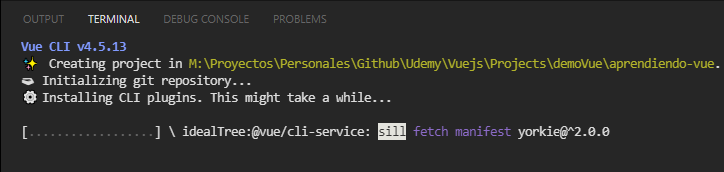 OUTPUT TERMINAL DEBUG CONSOLE PROBLEMS
Vue CLI v4.5.13
✨ Creating project in M:\Proyectos\Personales\Github\Udemy\Vuejs\Projects\demoVue\aprendiendo-vue.
🗃 Initializing git repository...
⚙ Installing CLI plugins. This might take a while...
[..................] \ idealTree:@vue/cli-service: sill fetch manifest yorkie@^2.0.0